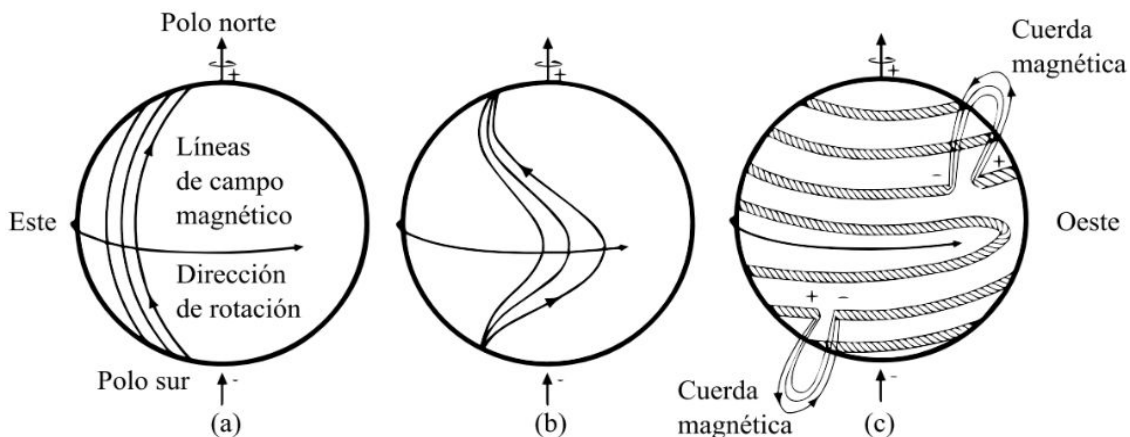 Polo norte
+
Líneas
de campo
magnético
Este
Dirección
de rotación
Polo sur
-
(a)
+
-
(b)
Cuerda
magnética
+
-
+
Oeste
+ -
Cuerda
magnética
-
(c)